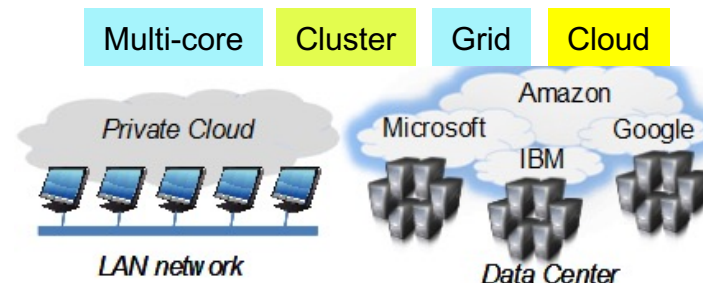 Multi-core Cluster Grid Cloud
Amazon
Private Cloud Microsoft Google
IBM
LAN network
Data Center